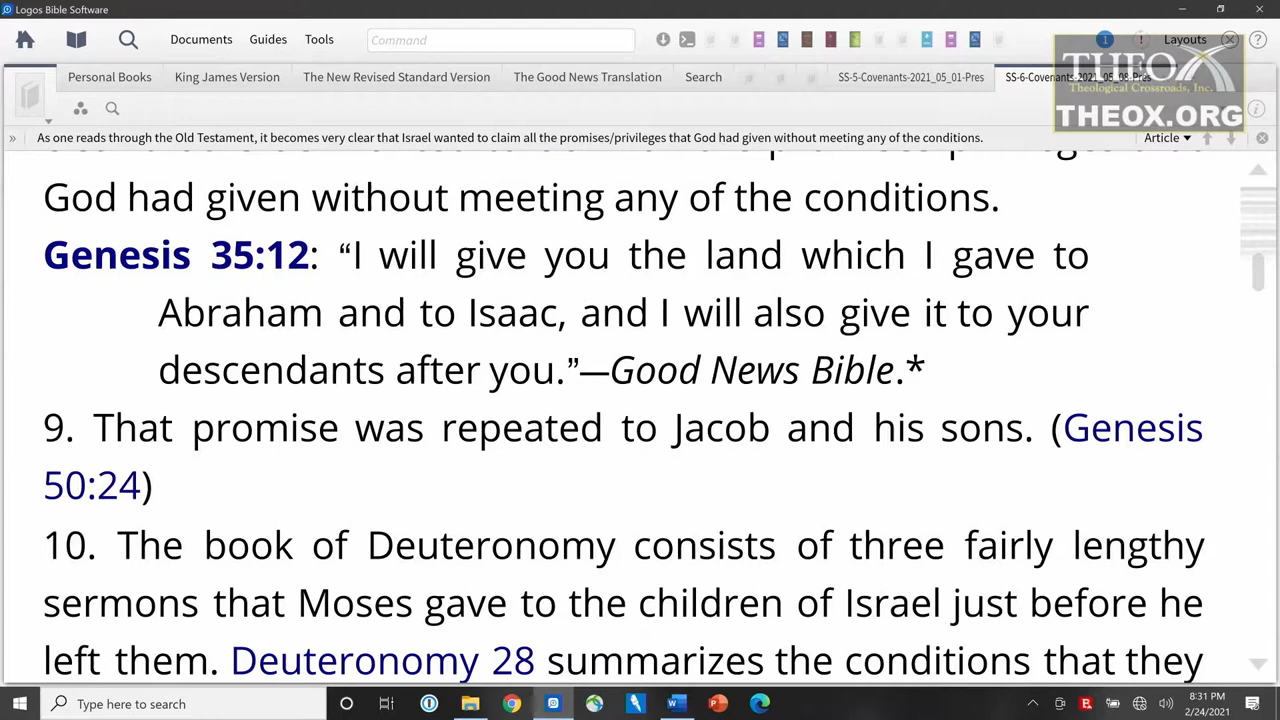 Logos Bible Software
Documents Guides Tools Command Layouts
Personal Books King James Version The New Revised Standard Version The Good News Translation Search SS-5-Covenants-2021_05_01-Pres
THEOX
Theological Crossroads, Inc.
THEOX.ORG
» As one reads through the Old Testament, it becomes very clear that Israel wanted to claim all the promises/privileges that God had given without meeting any of the conditions. Article
God had given without meeting any of the conditions.
Genesis 35:12: “I will give you the land which I gave to
Abraham and to Isaac, and I will also give it to your
descendants after you.”—Good News Bible.*
9. That promise was repeated to Jacob and his sons. (Genesis
50:24)
10. The book of Deuteronomy consists of three fairly lengthy
sermons that Moses gave to the children of Israel just before he
left them. Deuteronomy 28 summarizes the conditions that they
Type here to search
8:31 PM
2/24/2021